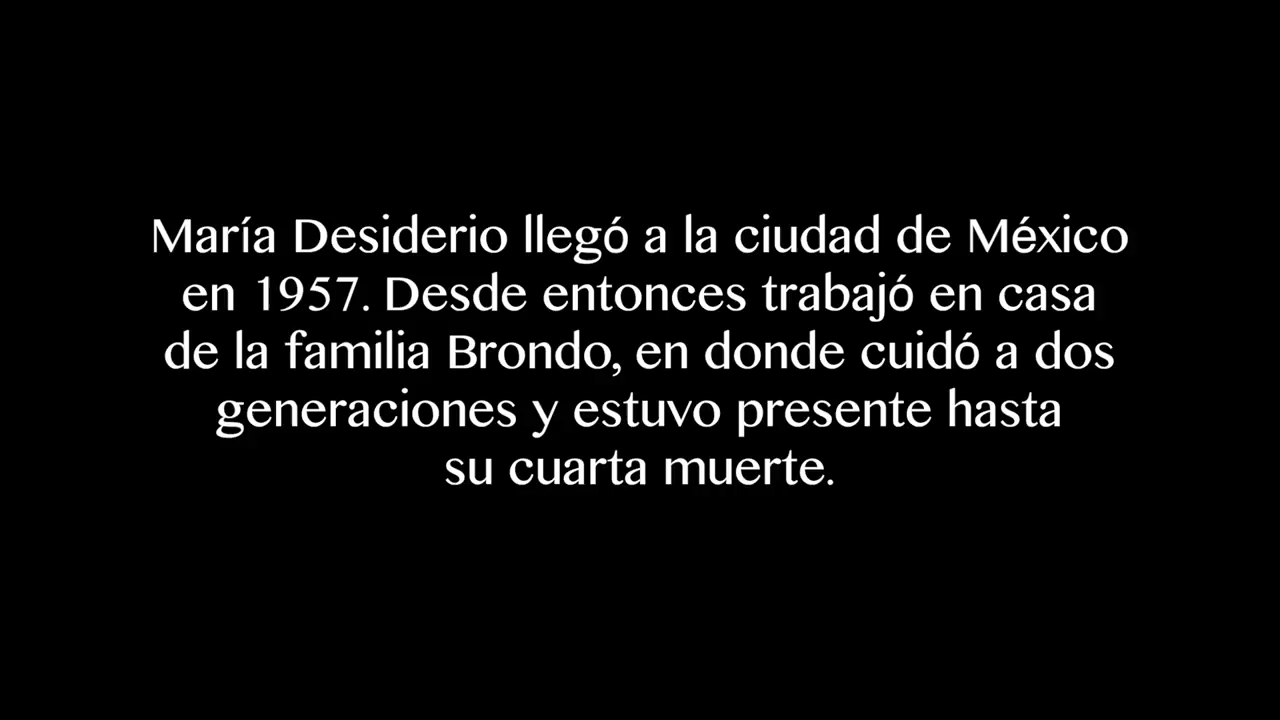 María Desiderio llegó a la ciudad de México
en 1957. Desde entonces trabajó en casa
de la familia Brondo, en donde cuidó a dos
generaciones y estuvo presente hasta
su cuarta muerte.